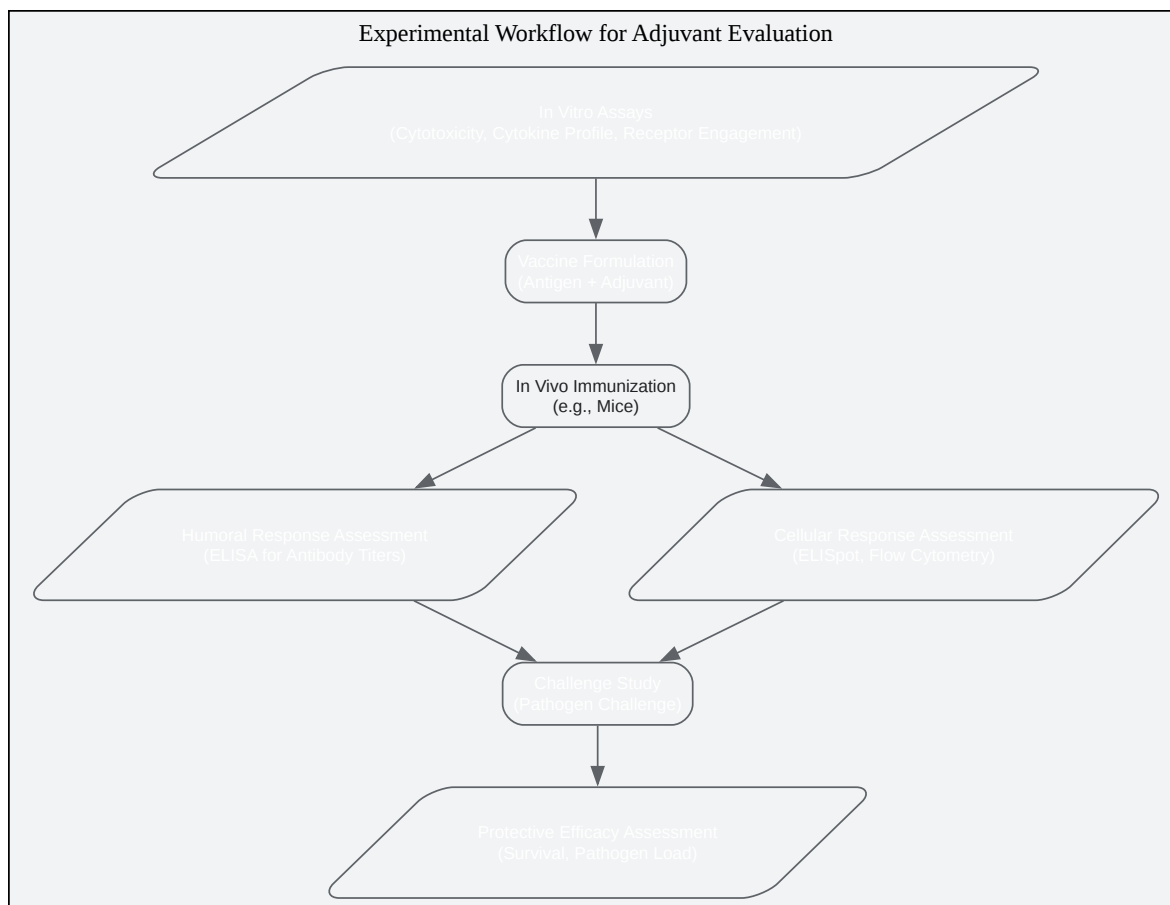 Experimental Workflow for Adjuvant Evaluation
In Vitro Assays
(Cytotoxicity, Cytokine Profile, Receptor Engagement)
Vaccine Formulation
(Antigen + Adjuvant)
In Vivo Immunization
(e.g., Mice)
Humoral Response Assessment
(ELISA for Antibody Titers)
Cellular Response Assessment
(ELISpot, Flow Cytometry)
Challenge Study
(Pathogen Challenge)
Protective Efficacy Assessment
(Survival, Pathogen Load)